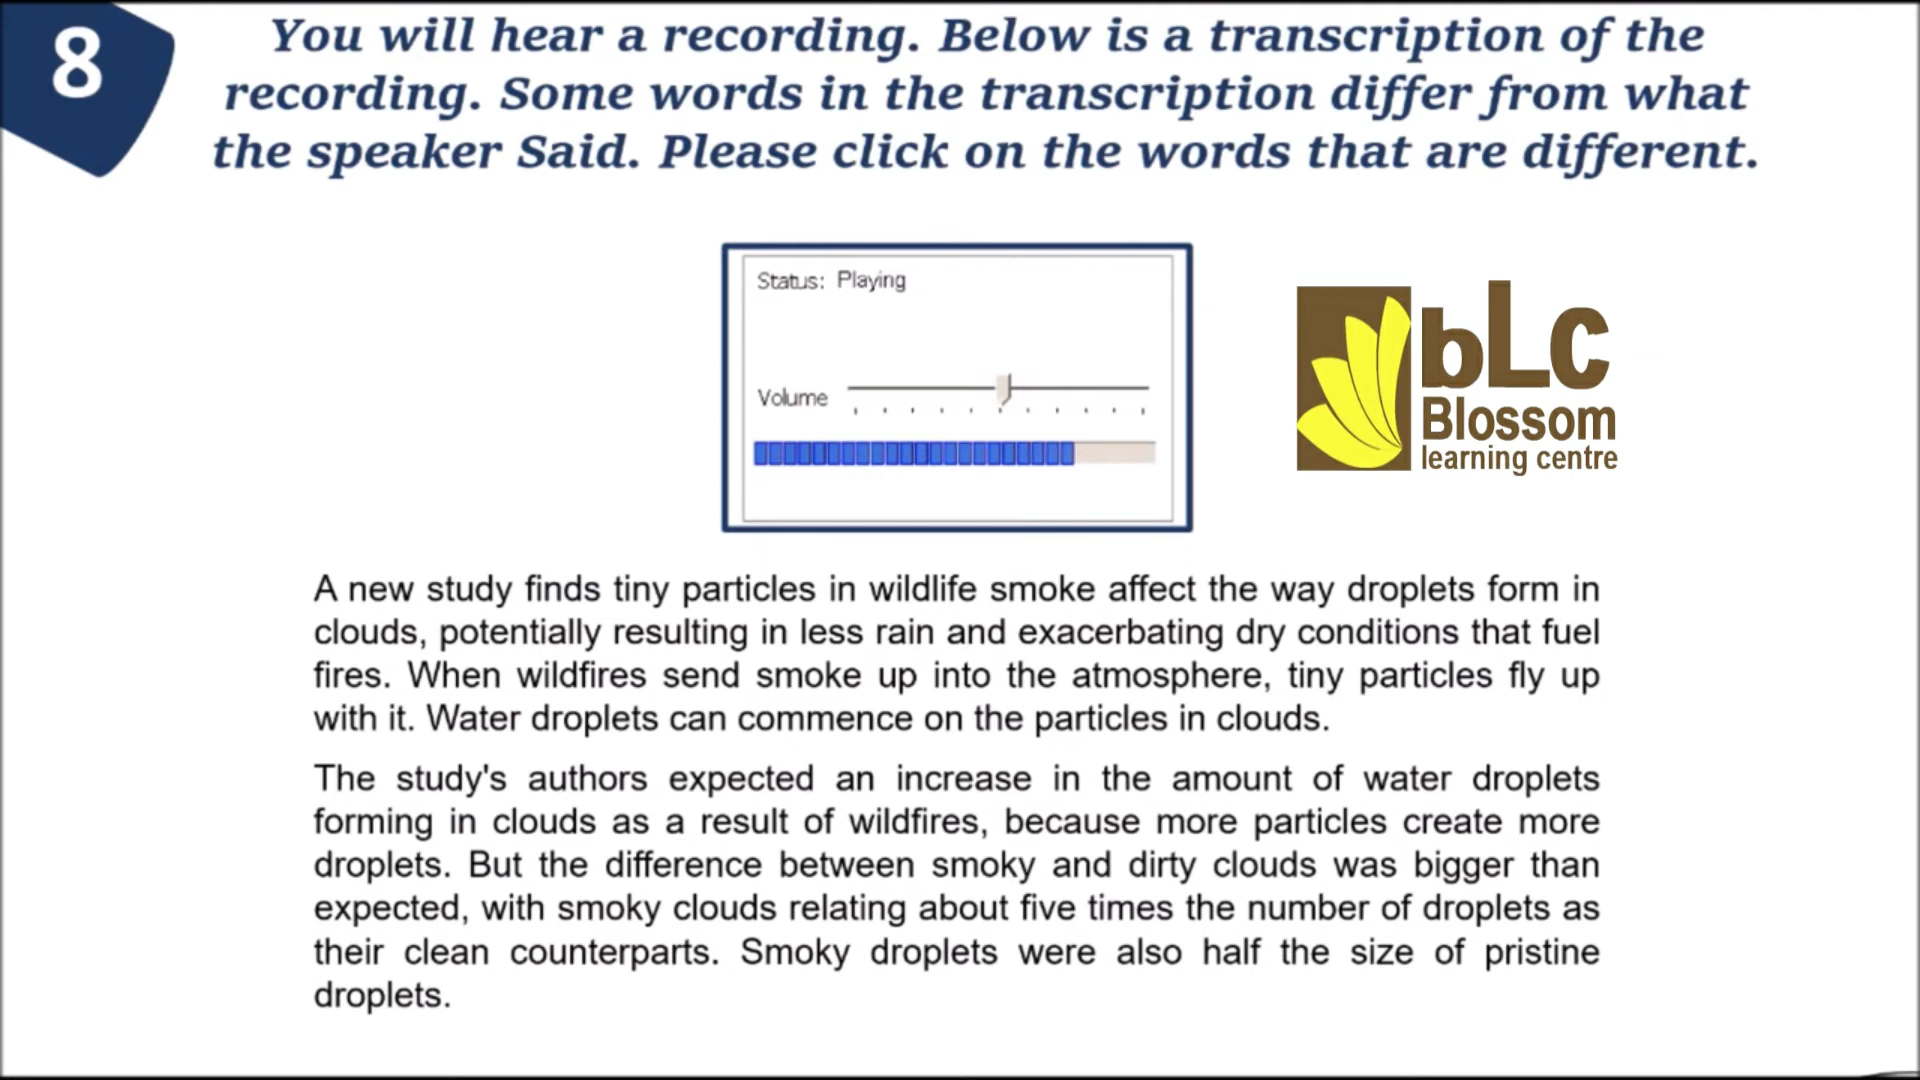 8
You will hear a recording. Below is a transcription of the
recording. Some words in the transcription differ from what
the speaker Said. Please click on the words that are different.
Status: Playing
Volume
bLc
Blossom
learning centre
A new study finds tiny particles in wildlife smoke affect the way droplets form in
clouds, potentially resulting in less rain and exacerbating dry conditions that fuel
fires. When wildfires send smoke up into the atmosphere, tiny particles fly up
with it. Water droplets can commence on the particles in clouds.
The study's authors expected an increase in the amount of water droplets
forming in clouds as a result of wildfires, because more particles create more
droplets. But the difference between smoky and dirty clouds was bigger than
expected, with smoky clouds relating about five times the number of droplets as
their clean counterparts. Smoky droplets were also half the size of pristine
droplets.